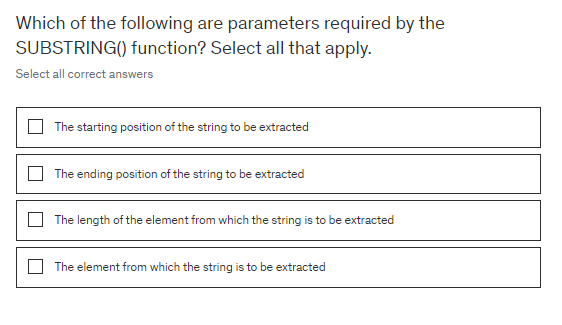 Which of the following are parameters required by the
SUBSTRING() function? Select all that apply.
Select all correct answers
The starting position of the string to be extracted
The ending position of the string to be extracted
The length of the element from which the string is to be extracted
The element from which the string is to be extracted